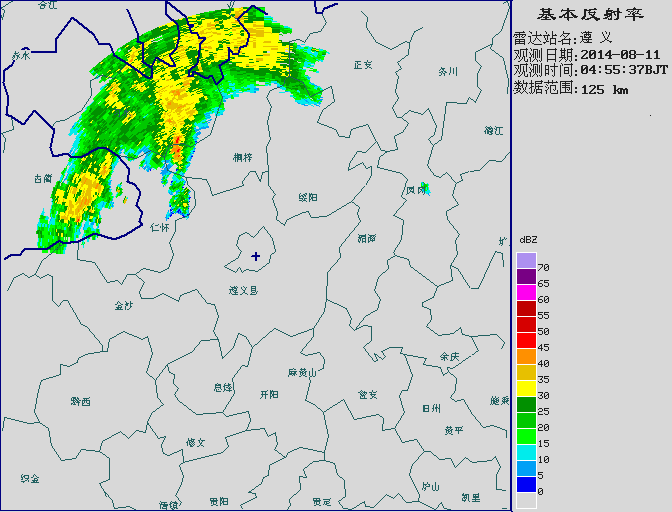 基本反射率
雷达站名:遵 义
观测日期:2014-08-11
观测时间:04:55:37BJT
数据范围:125 km
合江
赤水
正安
务川
桐梓
古蔺
绥阳
凤冈
仁怀
湄潭
遵义县
金沙
余庆
息烽
开阳
麻黄山
瓮安
旧州
施秉
黄平
黔西
修文
织金
清镇
贵阳
贵定
炉山
凯里
dBZ
70
65
60
55
50
45
40
35
30
25
20
15
10
5
0